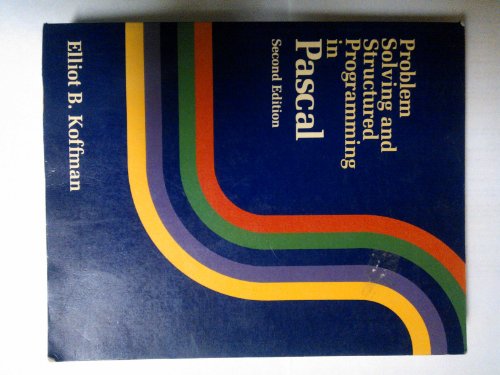 Problem
Solving and
Structured
Programming
in
Pascal
Second Edition
Elliot B. Koffman